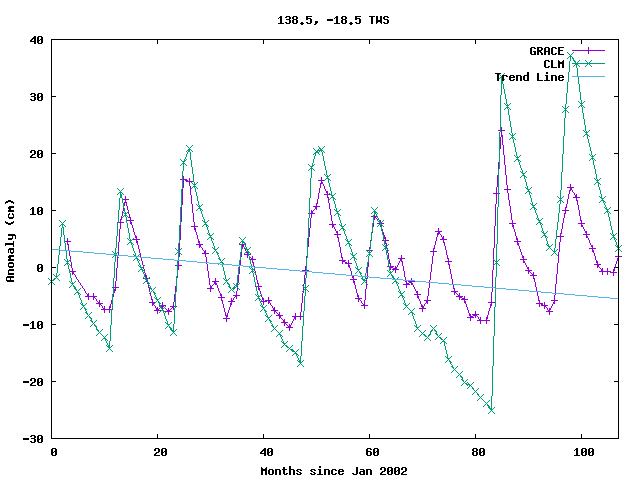 138.5, -18.5 TWS
GRACE
CLM
Trend Line
40
30
20
10
0
-10
-20
-30
Anomaly (cm)
0 20 40 60 80 100
Months since Jan 2002